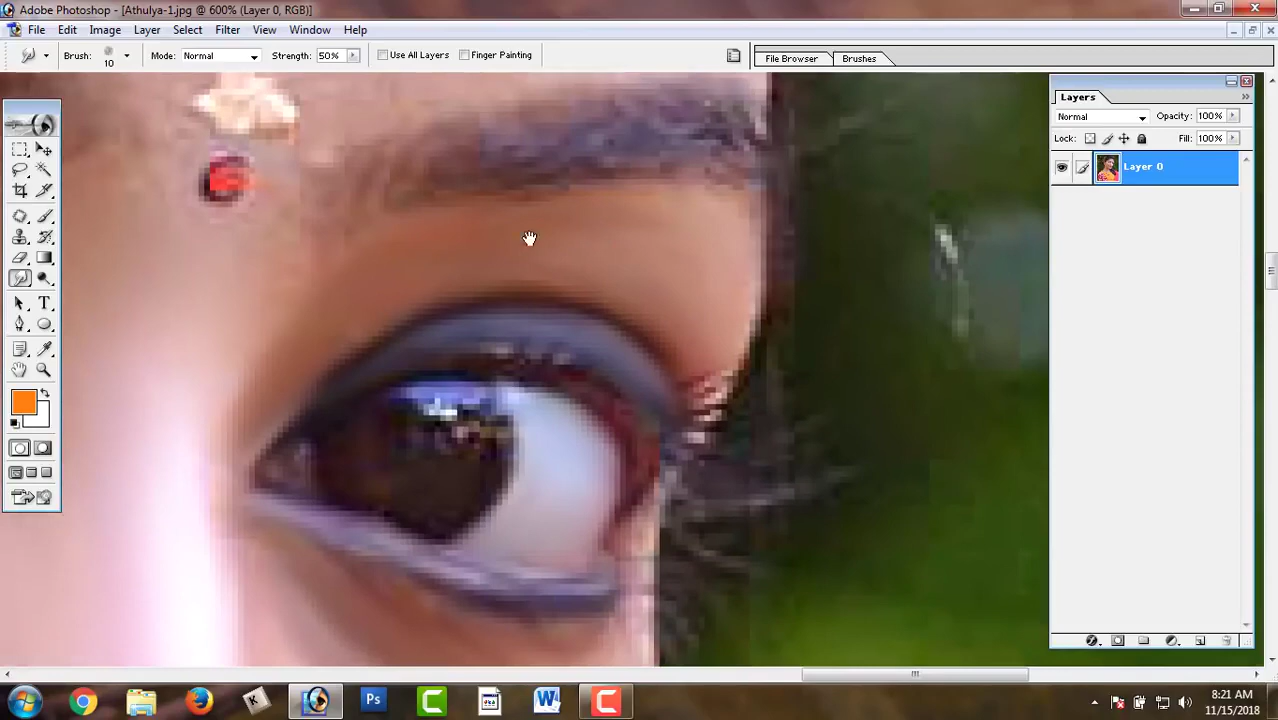 Adobe Photoshop - [Athulya-1.jpg @ 600% (Layer 0, RGB)]
File Edit Image Layer Select Filter View Window Help
Brush: 10 Mode: Normal Strength: 50% Use All Layers Finger Painting File Browser Brushes
Layers
Normal Opacity: 100%
Lock: Fill: 100%
Layer 0
T
K Ps C W C
8:21 AM
11/15/2018